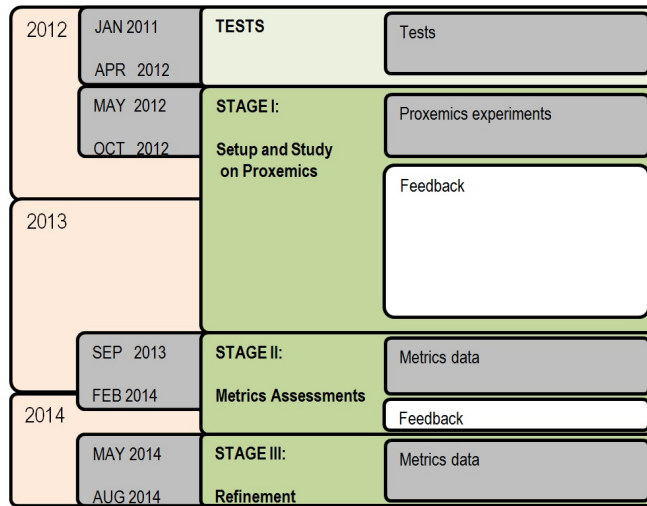 2012
JAN 2011
APR 2012
TESTS
Tests
MAY 2012
OCT 2012
STAGE I:
Setup and Study
on Proxemics
Proxemics experiments
Feedback
2013
SEP 2013
FEB 2014
STAGE II:
Metrics Assessments
Metrics data
Feedback
2014
MAY 2014
AUG 2014
STAGE III:
Refinement
Metrics data